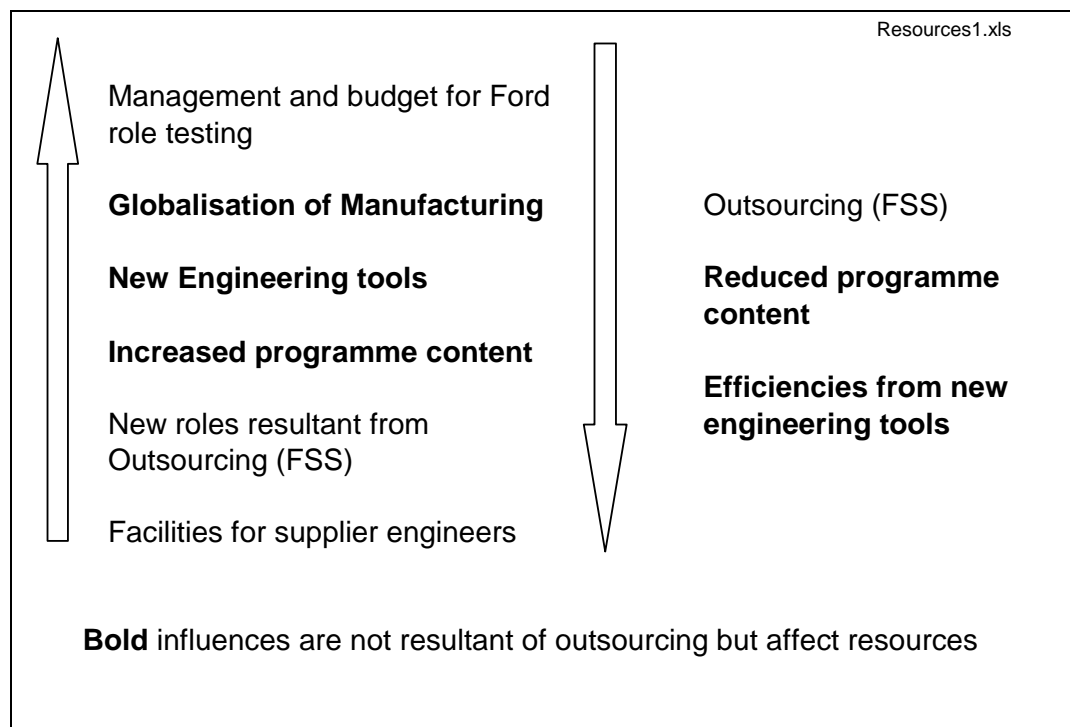 Resources1.xls
Management and budget for Ford
role testing
Globalisation of Manufacturing
New Engineering tools
Increased programme content
New roles resultant from
Outsourcing (FSS)
Facilities for supplier engineers
Outsourcing (FSS)
Reduced programme
content
Efficiencies from new
engineering tools
Bold influences are not resultant of outsourcing but affect resources